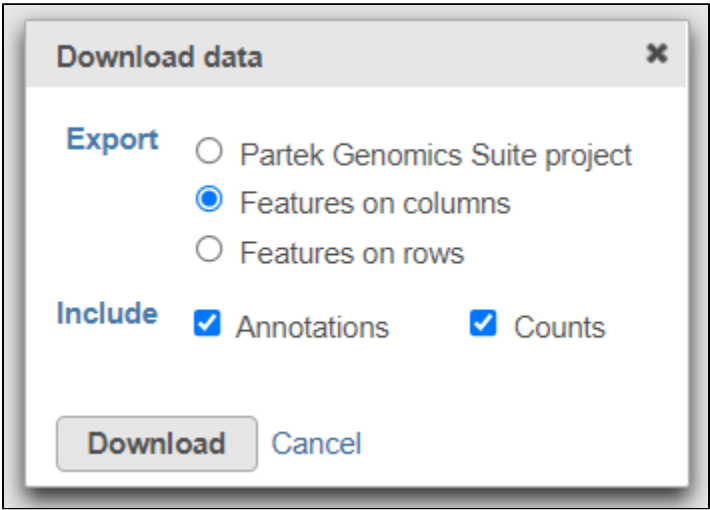 Download data
Export
Partek Genomics Suite project
Features on columns
Features on rows
Include Annotations Counts
Download Cancel